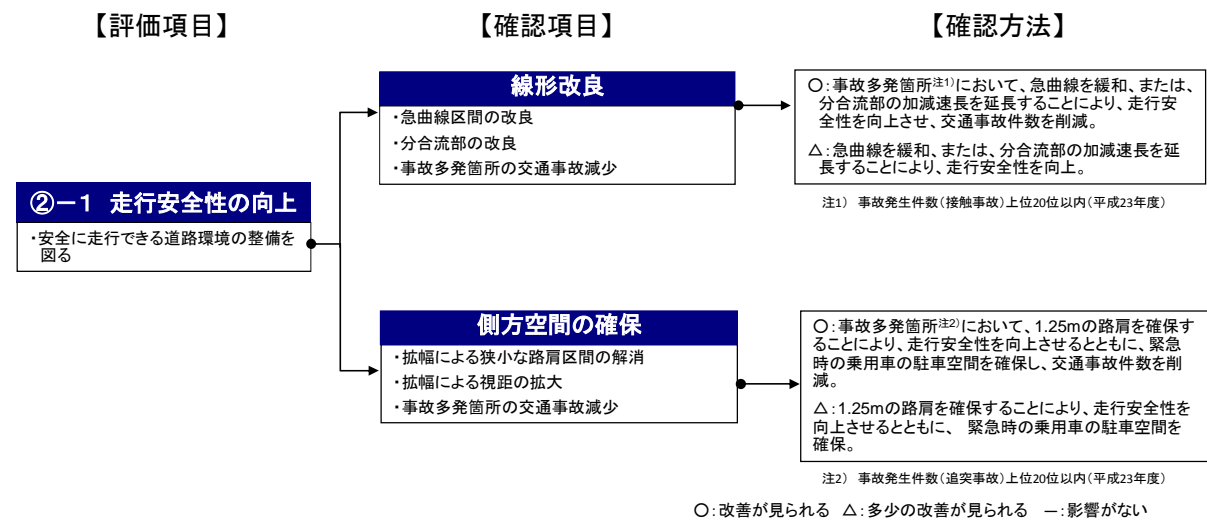 【評価項目】
【確認項目】
【確認方法】
②－1 走行安全性の向上
・安全に走行できる道路環境の整備を
図る
線形改良
・急曲線区間の改良
・分合流部の改良
・事故多発箇所の交通事故減少
○：事故多発箇所注1）において、急曲線を緩和、または、
分合流部の加減速長を延長することにより、走行安
全性を向上させ、交通事故件数を削減。
△：急曲線を緩和、または、分合流部の加減速長を延
長することにより、走行安全性を向上。
注1） 事故発生件数（接触事故）上位20位以内（平成23年度）
側方空間の確保
・拡幅による狭小な路肩区間の解消
・拡幅による視距の拡大
・事故多発箇所の交通事故減少
○：事故多発箇所注2）において、1.25mの路肩を確保す
ることにより、走行安全性を向上させるとともに、緊急
時の乗用車の駐車空間を確保し、交通事故件数を削
減。
△：1.25mの路肩を確保することにより、走行安全性を
向上させるとともに、 緊急時の乗用車の駐車空間を
確保。
注2） 事故発生件数（追突事故）上位20位以内（平成23年度）
○：改善が見られる △：多少の改善が見られる －：影響がない